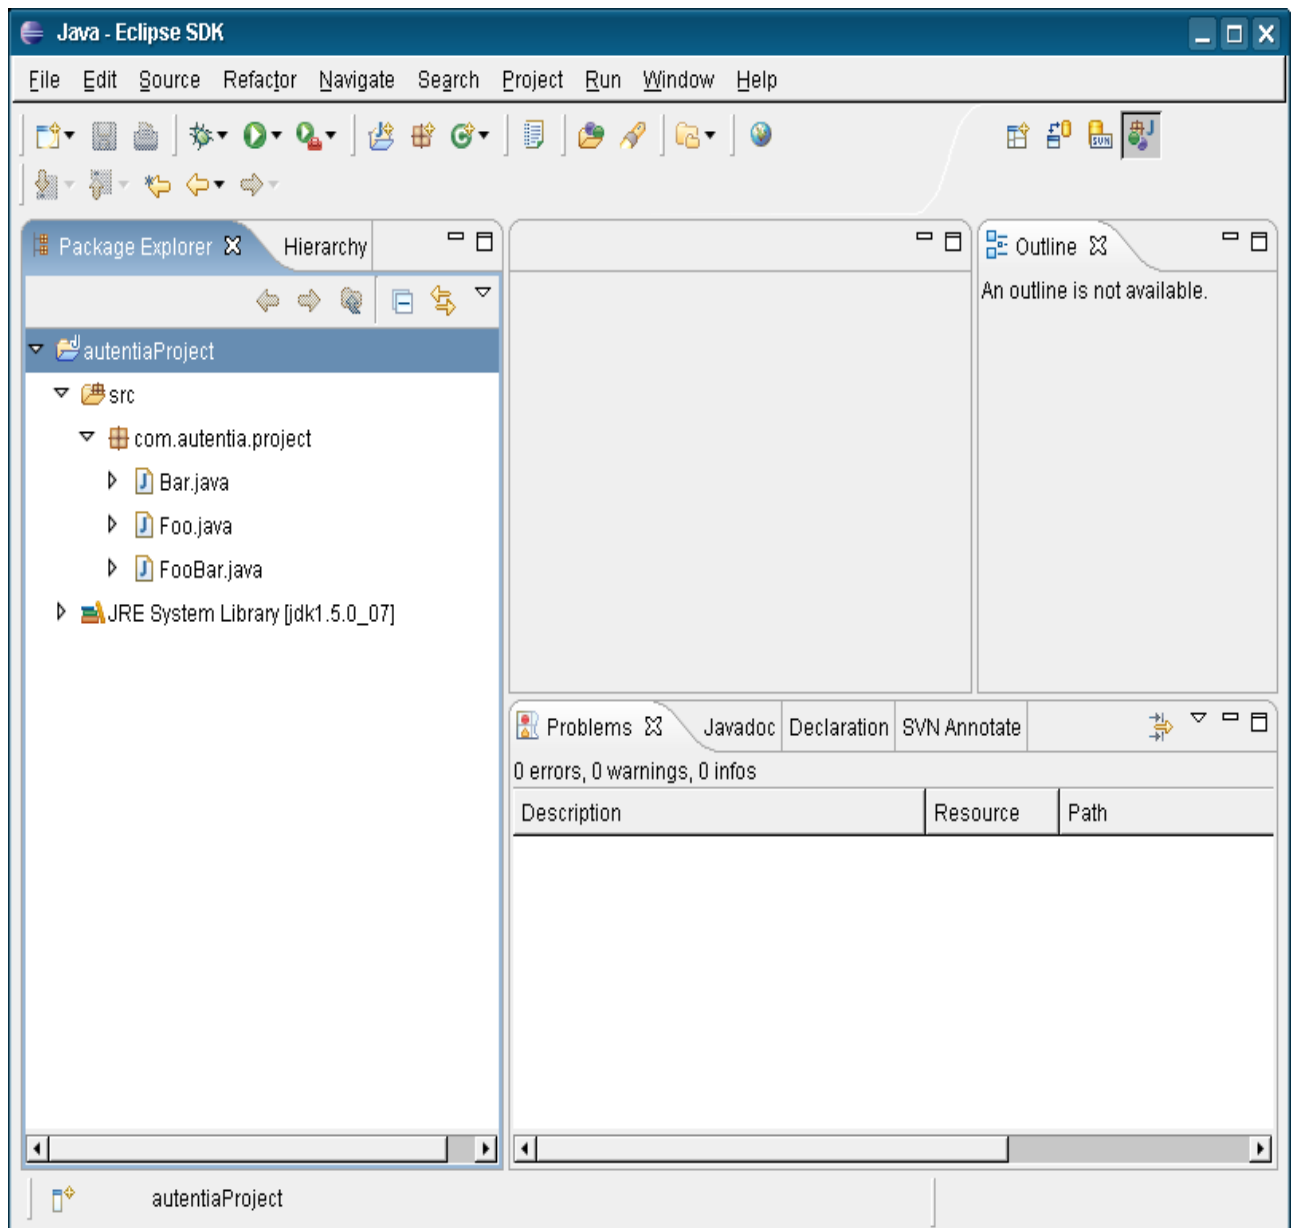 Java - Eclipse SDK
File Edit Source Refactor Navigate Search Project Run Window Help
SVN
J
Package Explorer Hierarchy
Outline
An outline is not available.
autentiaProject
src
com.autentia.project
Bar.java
Foo.java
FooBar.java
JRE System Library [jdk1.5.0_07]
Problems Javadoc Declaration SVN Annotate
0 errors, 0 warnings, 0 infos
Description Resource Path
autentiaProject